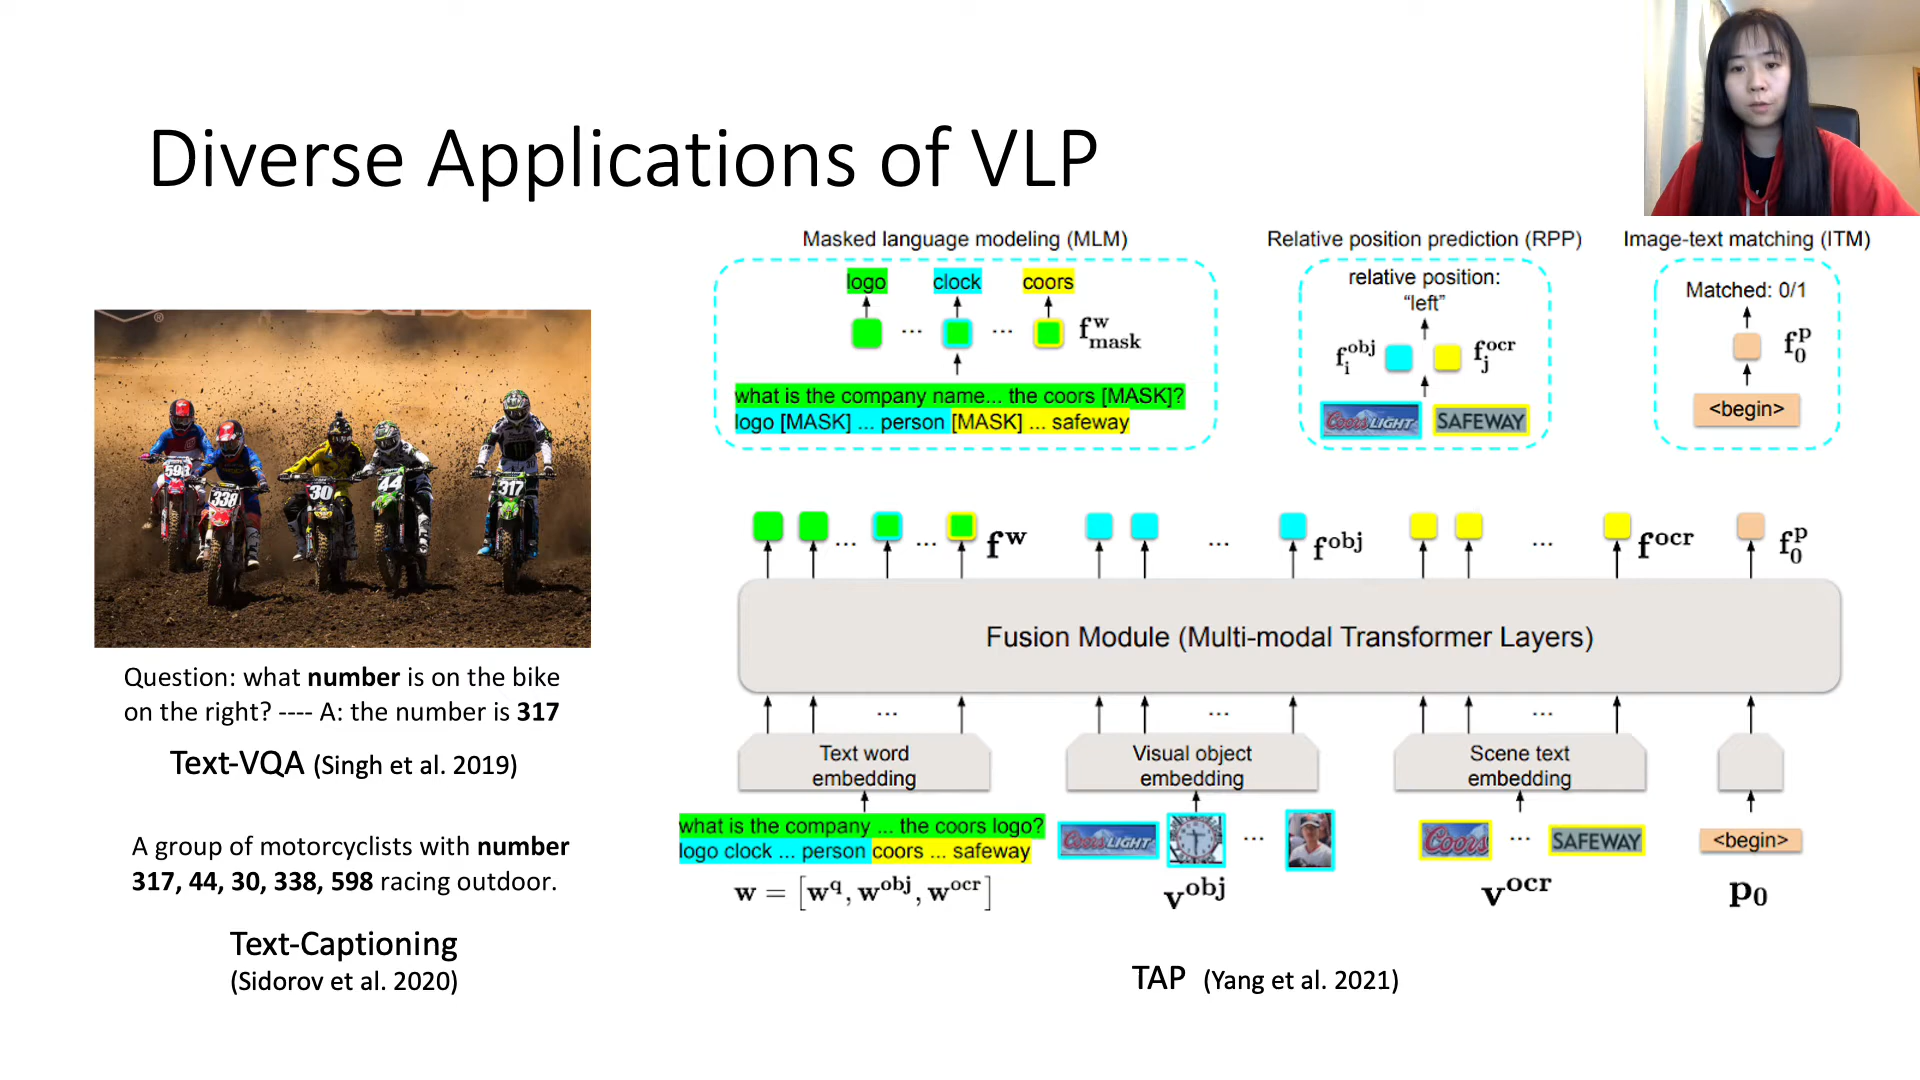 Diverse Applications of VLP
593
338
30
44
317
Question: what number is on the bike
on the right? ---- A: the number is 317
Text-VQA (Singh et al. 2019)
A group of motorcyclists with number
317, 44, 30, 338, 598 racing outdoor.
Text-Captioning
(Sidorov et al. 2020)
Masked language modeling (MLM)
logo clock coors
... ... f^w_mask
what is the company name... the coors [MASK]?
logo [MASK] ... person [MASK] ... safeway
Relative position prediction (RPP)
relative position:
“left”
f^obj_i f^ocr_j
Coors LIGHT SAFEWAY
Image-text matching (ITM)
Matched: 0/1
f^p_0
<begin>
... ... f^w ... f^obj ... f^ocr f^p_0
Fusion Module (Multi-modal Transformer Layers)
... ... ...
Text word
embedding
Visual object
embedding
Scene text
embedding
what is the company ... the coors logo?
logo clock ... person coors ... safeway
Coors LIGHT ...
Coors ... SAFEWAY
<begin>
w = [w^q, w^obj, w^ocr] v^obj v^ocr p_0
TAP (Yang et al. 2021)